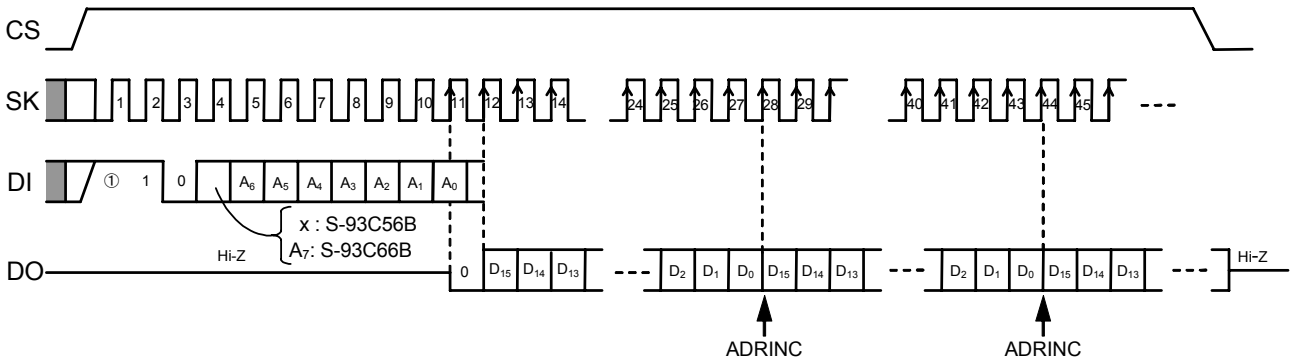 CS
SK 1 2 3 4 5 6 7 8 9 10 11 12 13 14 24 25 26 27 28 29 40 41 42 43 44 45
DI ① 1 0 A6 A5 A4 A3 A2 A1 A0
x : S-93C56B
A7: S-93C66B
Hi-Z
DO 0 D15 D14 D13 D2 D1 D0 D15 D14 D13 D2 D1 D0 D15 D14 D13 Hi-Z
ADRINC ADRINC